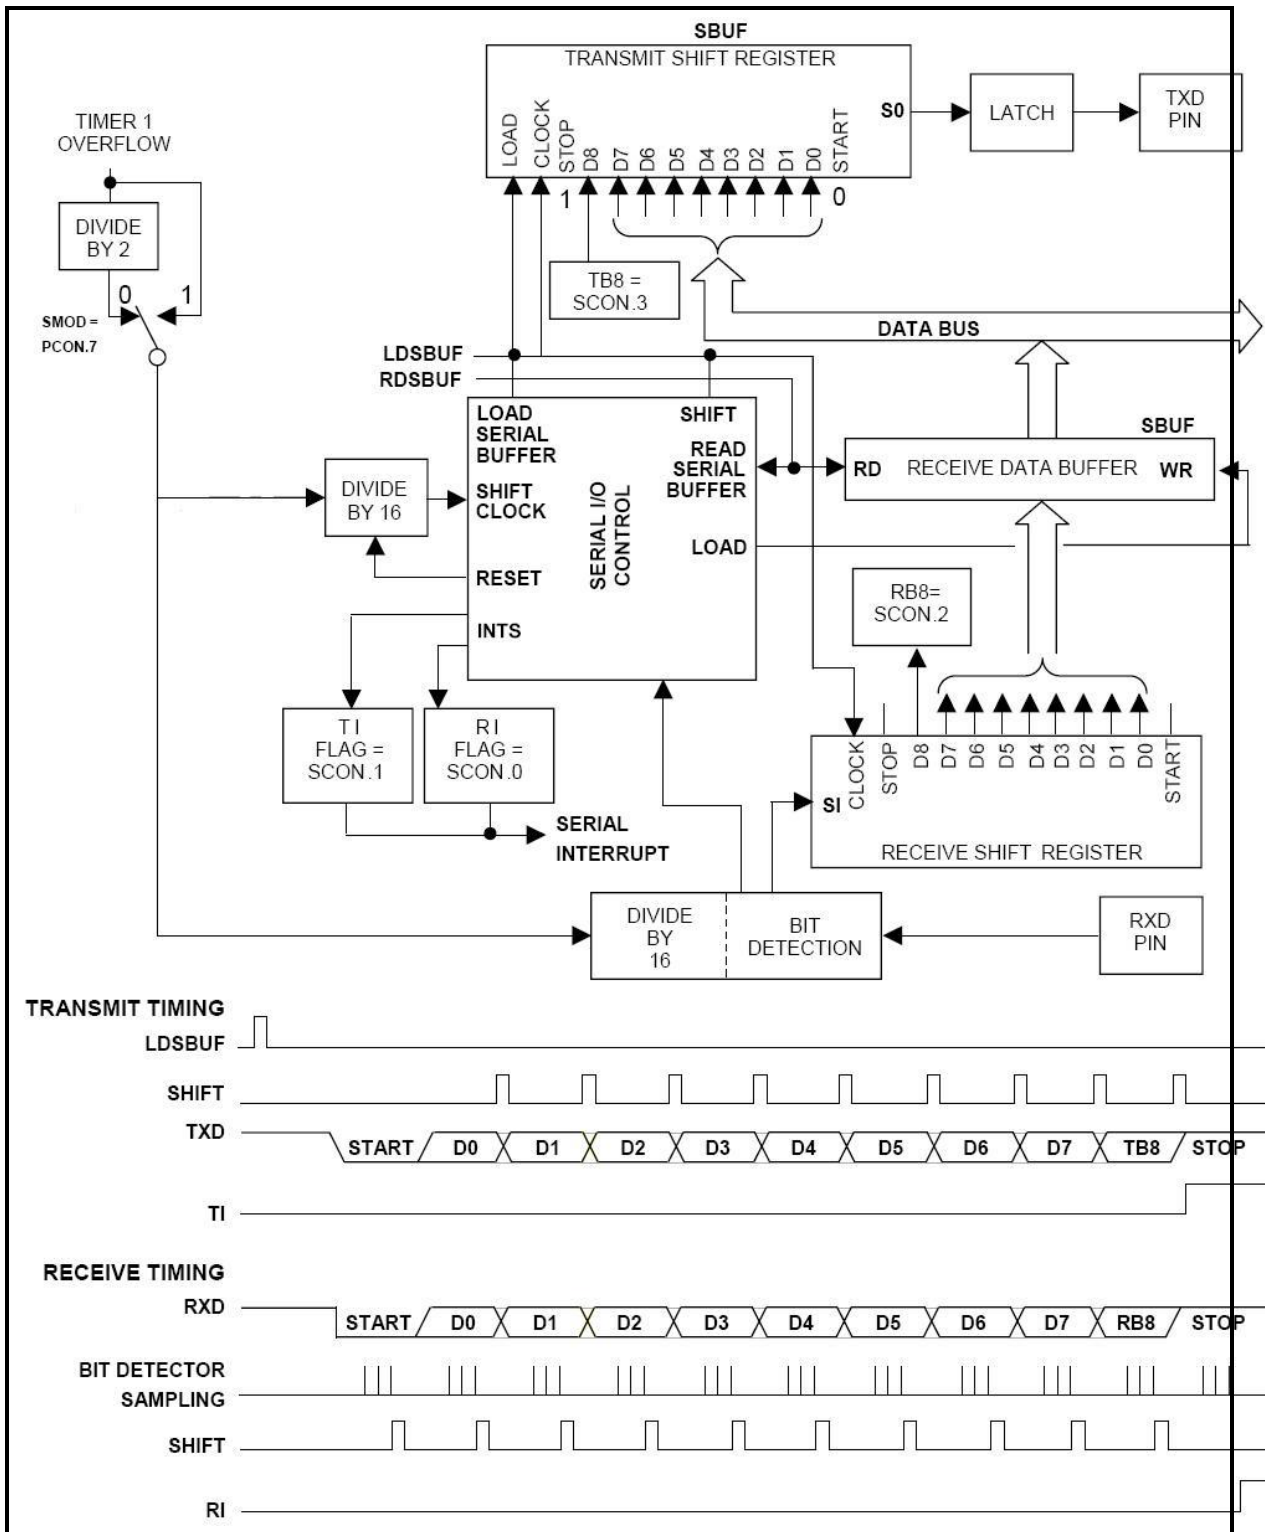 SBUF
TRANSMIT SHIFT REGISTER
LOAD
CLOCK
STOP
D8
D7
D6
D5
D4
D3
D2
D1
D0
START
S0
LATCH
TXD
PIN
TIMER 1
OVERFLOW
DIVIDE
BY 2
0
1
SMOD =
PCON.7
1
0
TB8 =
SCON.3
DATA BUS
LDSBUF
RDSBUF
LOAD
SERIAL
BUFFER
SHIFT
READ
SERIAL
BUFFER
SHIFT
CLOCK
SERIAL I/O
CONTROL
LOAD
RESET
INTS
DIVIDE
BY 16
SBUF
RD
RECEIVE DATA BUFFER
WR
RB8=
SCON.2
T I
FLAG =
SCON.1
R I
FLAG =
SCON.0
SERIAL
INTERRUPT
SI
CLOCK
STOP
D8
D7
D6
D5
D4
D3
D2
D1
D0
START
RECEIVE SHIFT REGISTER
DIVIDE
BY
16
BIT
DETECTION
RXD
PIN
TRANSMIT TIMING
LDSBUF
SHIFT
TXD
START D0 D1 D2 D3 D4 D5 D6 D7 TB8 STOP
TI
RECEIVE TIMING
RXD
START D0 D1 D2 D3 D4 D5 D6 D7 RB8 STOP
BIT DETECTOR
SAMPLING
SHIFT
RI